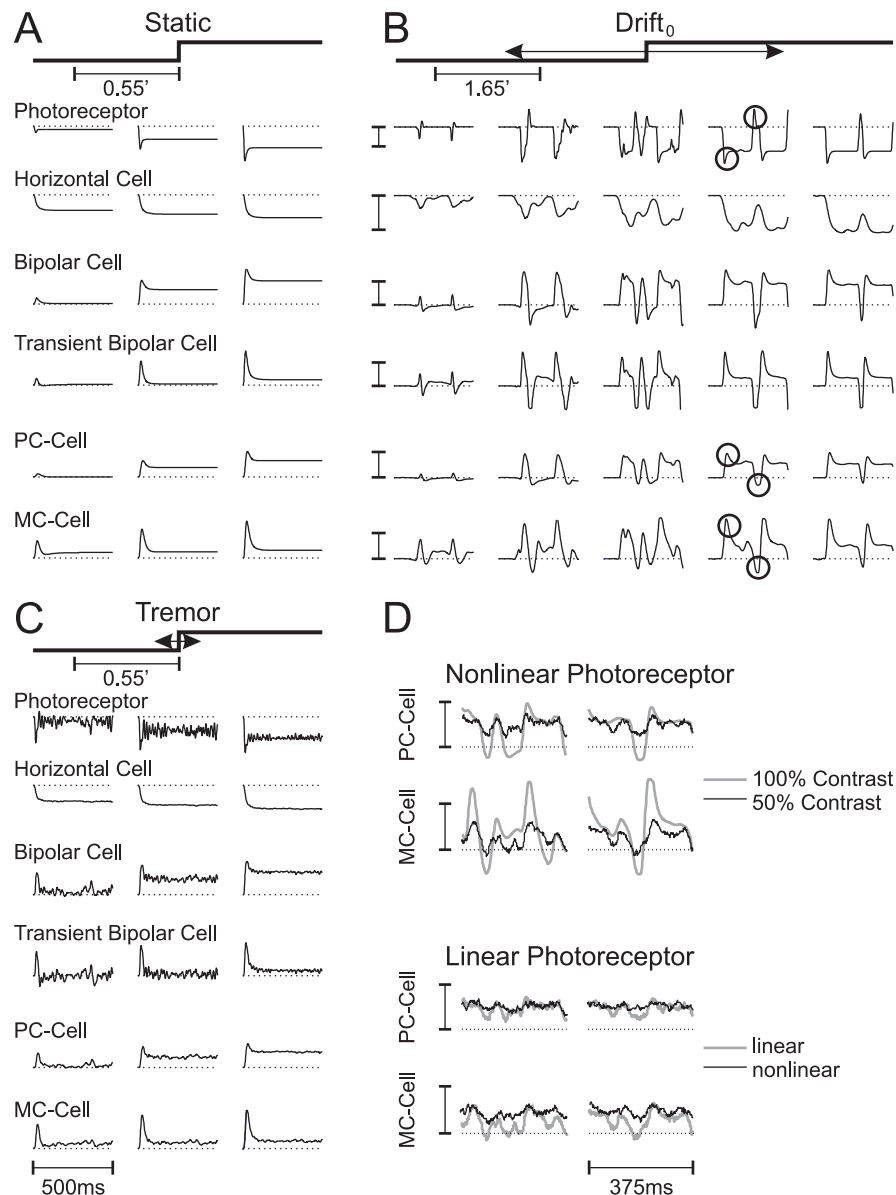 A
Static
0.55'
Photoreceptor
Horizontal Cell
Bipolar Cell
Transient Bipolar Cell
PC-Cell
MC-Cell
B
Drift0
1.65'
C
Tremor
0.55'
Photoreceptor
Horizontal Cell
Bipolar Cell
Transient Bipolar Cell
PC-Cell
MC-Cell
500ms
D
Nonlinear Photoreceptor
PC-Cell
MC-Cell
100% Contrast
50% Contrast
Linear Photoreceptor
PC-Cell
MC-Cell
linear
nonlinear
375ms